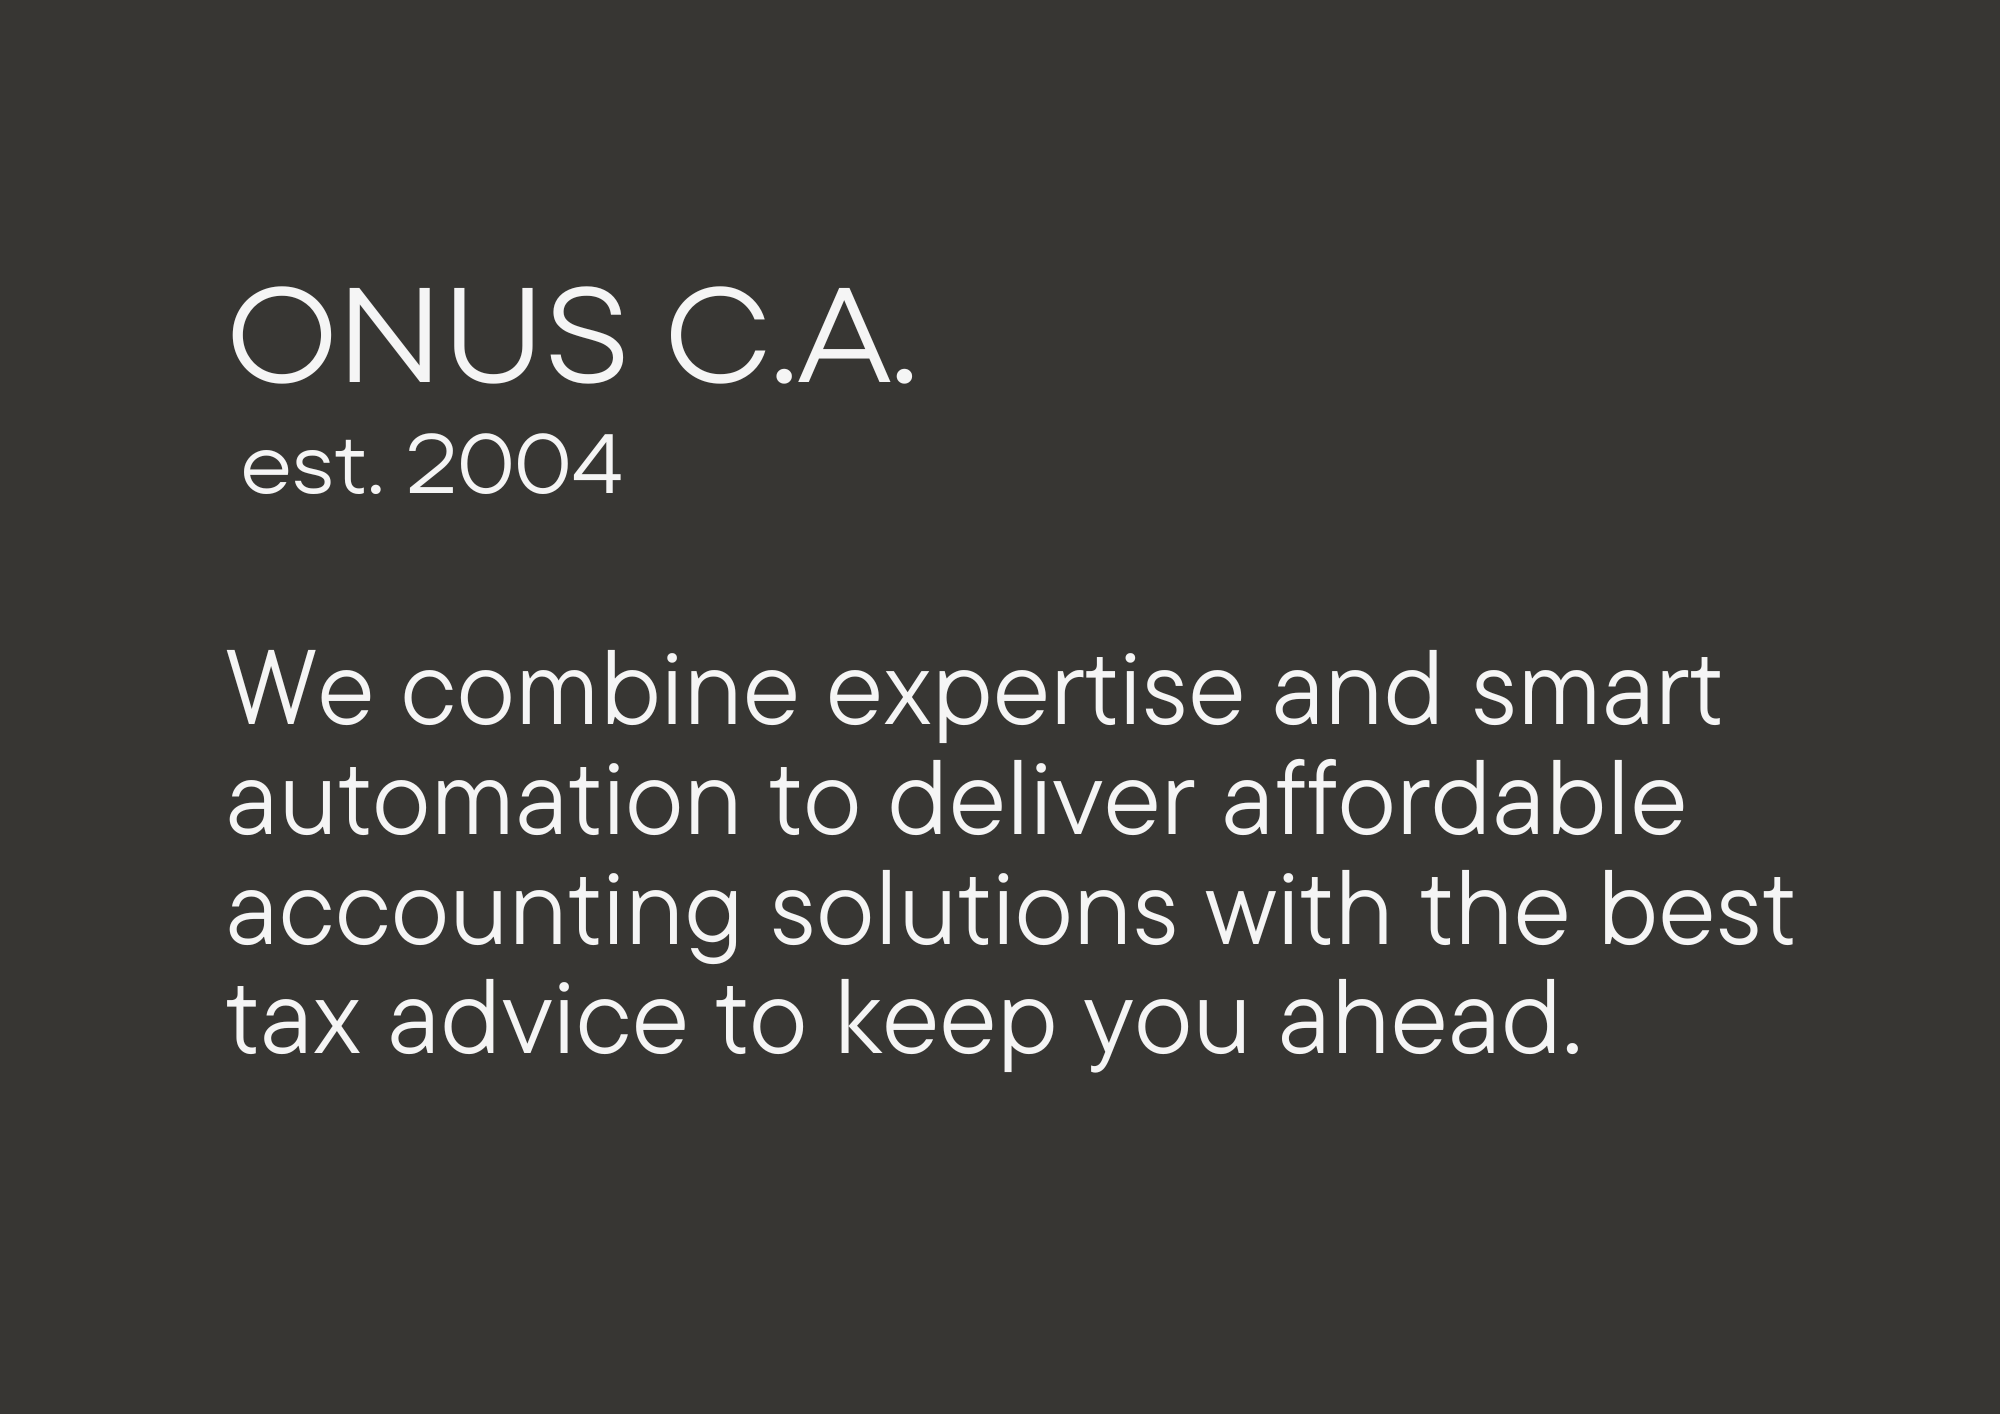 ONUS C.A.
est. 2004
We combine expertise and smart
automation to deliver affordable
accounting solutions with the best
tax advice to keep you ahead.